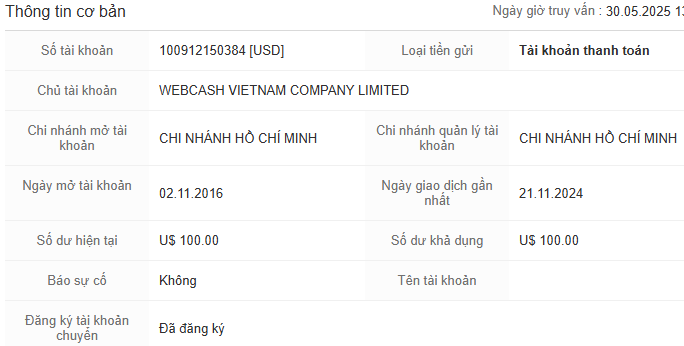 Thông tin cơ bản
Ngày giờ truy vấn : 30.05.2025
Số tài khoản 100912150384 [USD] Loại tiền gửi Tài khoản thanh toán
Chủ tài khoản WEBCASH VIETNAM COMPANY LIMITED
Chi nhánh mở tài
khoản
CHI NHÁNH HỒ CHÍ MINH
Chi nhánh quản lý tài
khoản
CHI NHÁNH HỒ CHÍ MINH
Ngày mở tài khoản 02.11.2016
Ngày giao dịch gần
nhất
21.11.2024
Số dư hiện tại U$ 100.00 Số dư khả dụng U$ 100.00
Báo sự cố Không Tên tài khoản
Đăng ký tài khoản
chuyển
Đã đăng ký